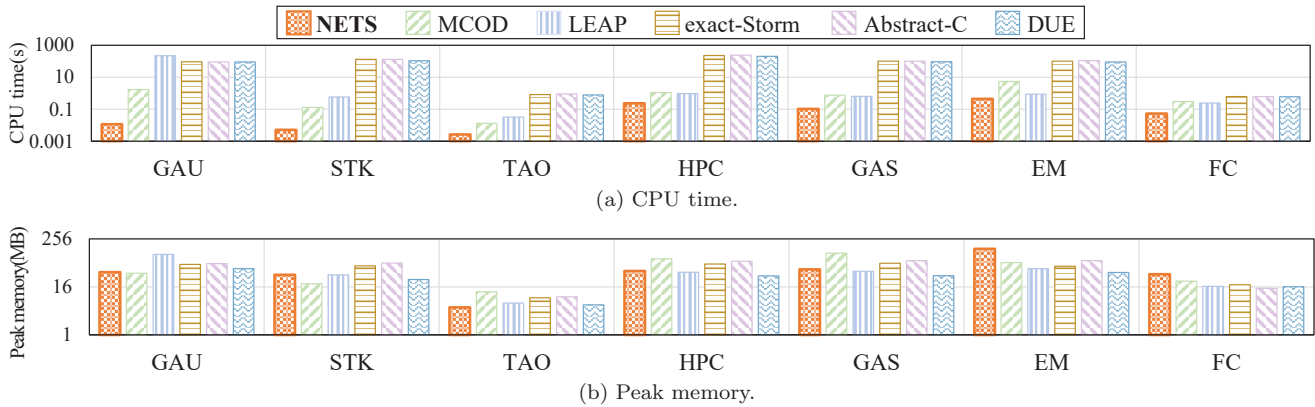 NETS MCOD LEAP exact-Storm Abstract-C DUE
CPU time(s)
1000
10
0.1
0.001
GAU STK TAO HPC GAS EM FC
(a) CPU time.
Peak memory(MB)
256
16
1
GAU STK TAO HPC GAS EM FC
(b) Peak memory.